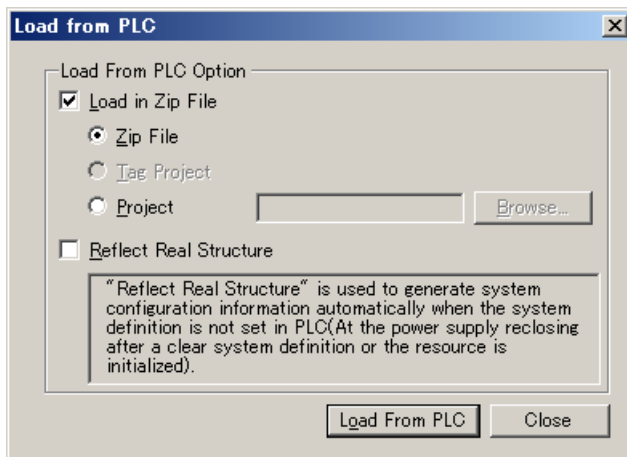 Load from PLC
Load From PLC Option
Load in Zip File
Zip File
Tag Project
Project
Browse...
Reflect Real Structure
"Reflect Real Structure" is used to generate system
configuration information automatically when the system
definition is not set in PLC(At the power supply reclosing
after a clear system definition or the resource is
initialized).
Load From PLC
Close